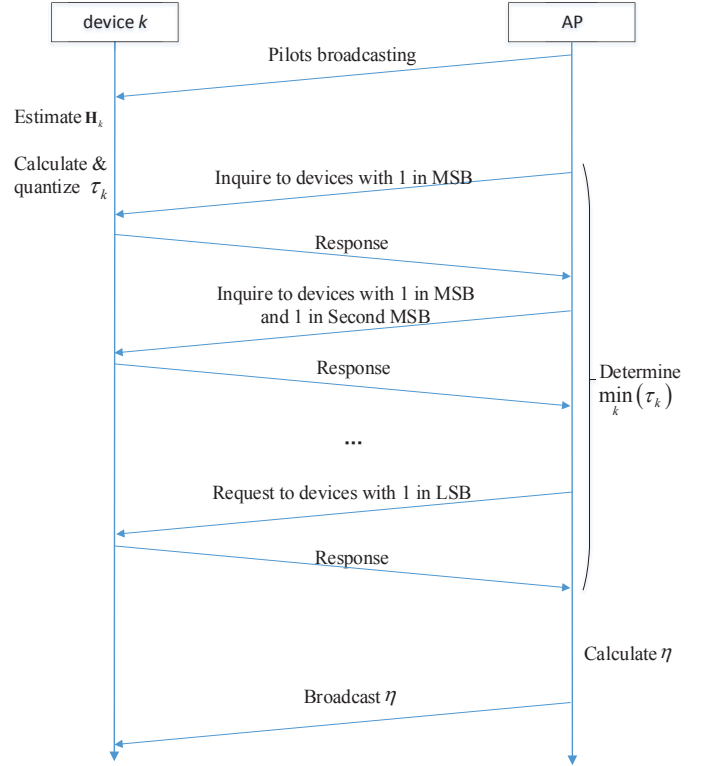 device k
AP
Pilots broadcasting
Estimate H_k
Calculate &
quantize τ_k
Inquire to devices with 1 in MSB
Response
Inquire to devices with 1 in MSB
and 1 in Second MSB
Response
Determine
min_k(τ_k)
...
Request to devices with 1 in LSB
Response
Calculate η
Broadcast η